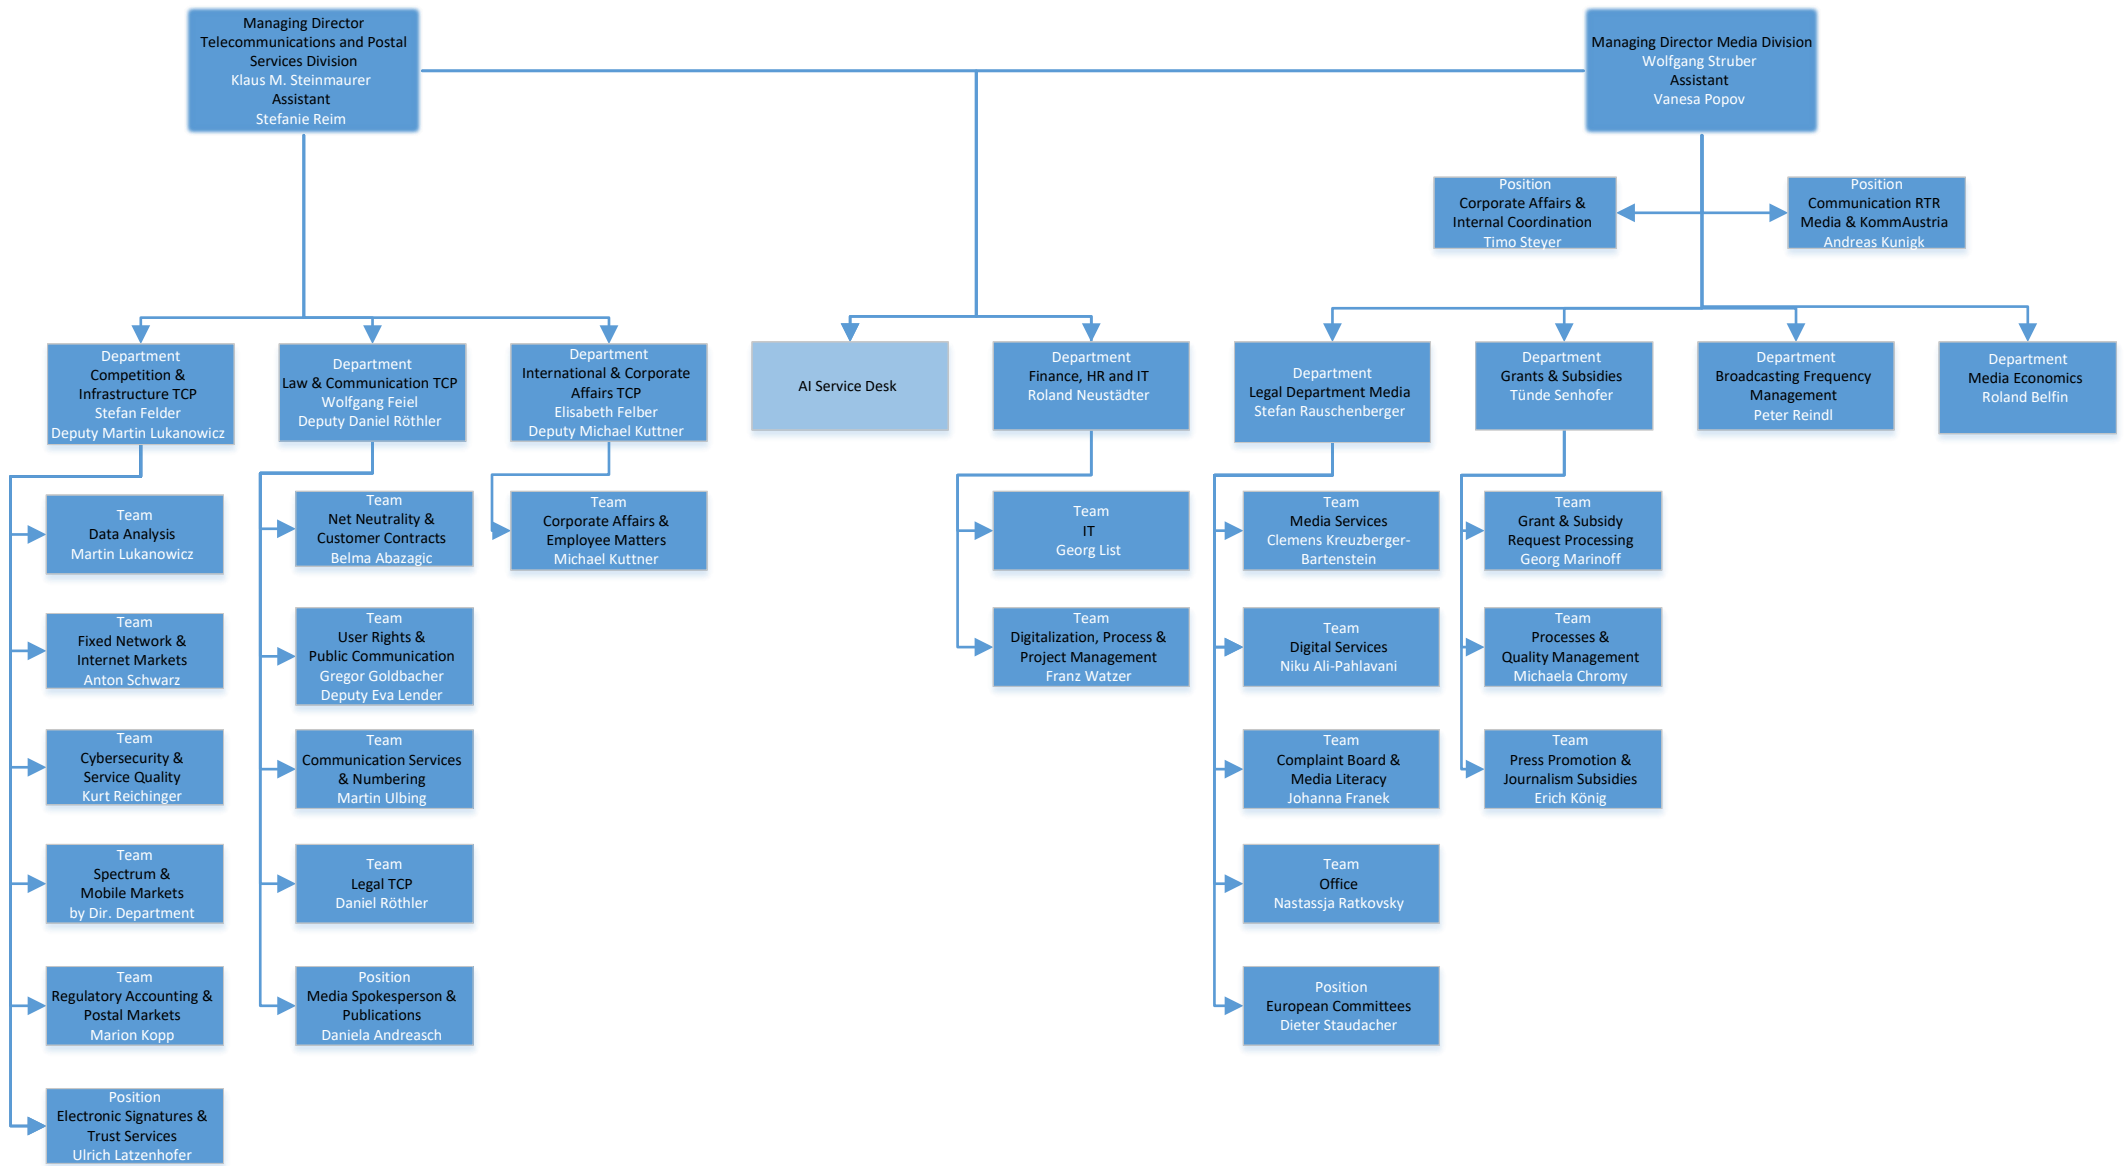 Managing Director
Telecommunications and Postal
Services Division
Klaus M. Steinmaurer
Assistant
Stefanie Reim
Managing Director Media Division
Wolfgang Struber
Assistant
Vanesa Popov
Position
Corporate Affairs &
Internal Coordination
Timo Steyer
Position
Communication RTR
Media & KommAustria
Andreas Kunigk
Department
Competition &
Infrastructure TCP
Stefan Felder
Deputy Martin Lukanowicz
Department
Law & Communication TCP
Wolfgang Feiel
Deputy Daniel Röthler
Department
International & Corporate
Affairs TCP
Elisabeth Felber
Deputy Michael Kuttner
AI Service Desk
Department
Finance, HR and IT
Roland Neustädter
Department
Legal Department Media
Stefan Rauschenberger
Department
Grants & Subsidies
Tünde Senhofer
Department
Broadcasting Frequency
Management
Peter Reindl
Department
Media Economics
Roland Belfin
Team
Data Analysis
Martin Lukanowicz
Team
Fixed Network &
Internet Markets
Anton Schwarz
Team
Cybersecurity &
Service Quality
Kurt Reichinger
Team
Spectrum &
Mobile Markets
by Dir. Department
Team
Regulatory Accounting &
Postal Markets
Marion Kopp
Position
Electronic Signatures &
Trust Services
Ulrich Latzenhofer
Team
Net Neutrality &
Customer Contracts
Belma Abazagic
Team
User Rights &
Public Communication
Gregor Goldbacher
Deputy Eva Lender
Team
Communication Services
& Numbering
Martin Ulbing
Team
Legal TCP
Daniel Röthler
Position
Media Spokesperson &
Publications
Daniela Andreasch
Team
Corporate Affairs &
Employee Matters
Michael Kuttner
Team
IT
Georg List
Team
Digitalization, Process &
Project Management
Franz Watzer
Team
Media Services
Clemens Kreuzberger-
Bartenstein
Team
Digital Services
Niku Ali-Pahlavani
Team
Complaint Board &
Media Literacy
Johanna Franek
Team
Office
Nastassja Ratkovsky
Position
European Committees
Dieter Staudacher
Team
Grant & Subsidy
Request Processing
Georg Marinoff
Team
Processes &
Quality Management
Michaela Chromy
Team
Press Promotion &
Journalism Subsidies
Erich König